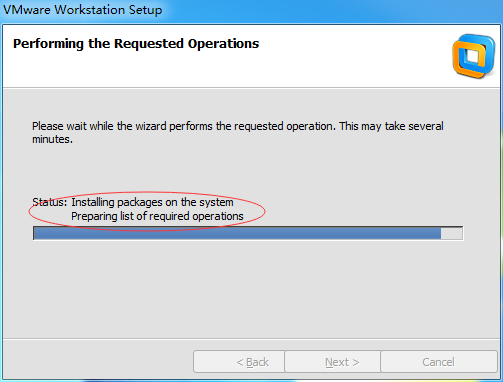 VMware Workstation Setup
Performing the Requested Operations
Please wait while the wizard performs the requested operation. This may take several
minutes.
Status: Installing packages on the system
Preparing list of required operations
< Back Next > Cancel